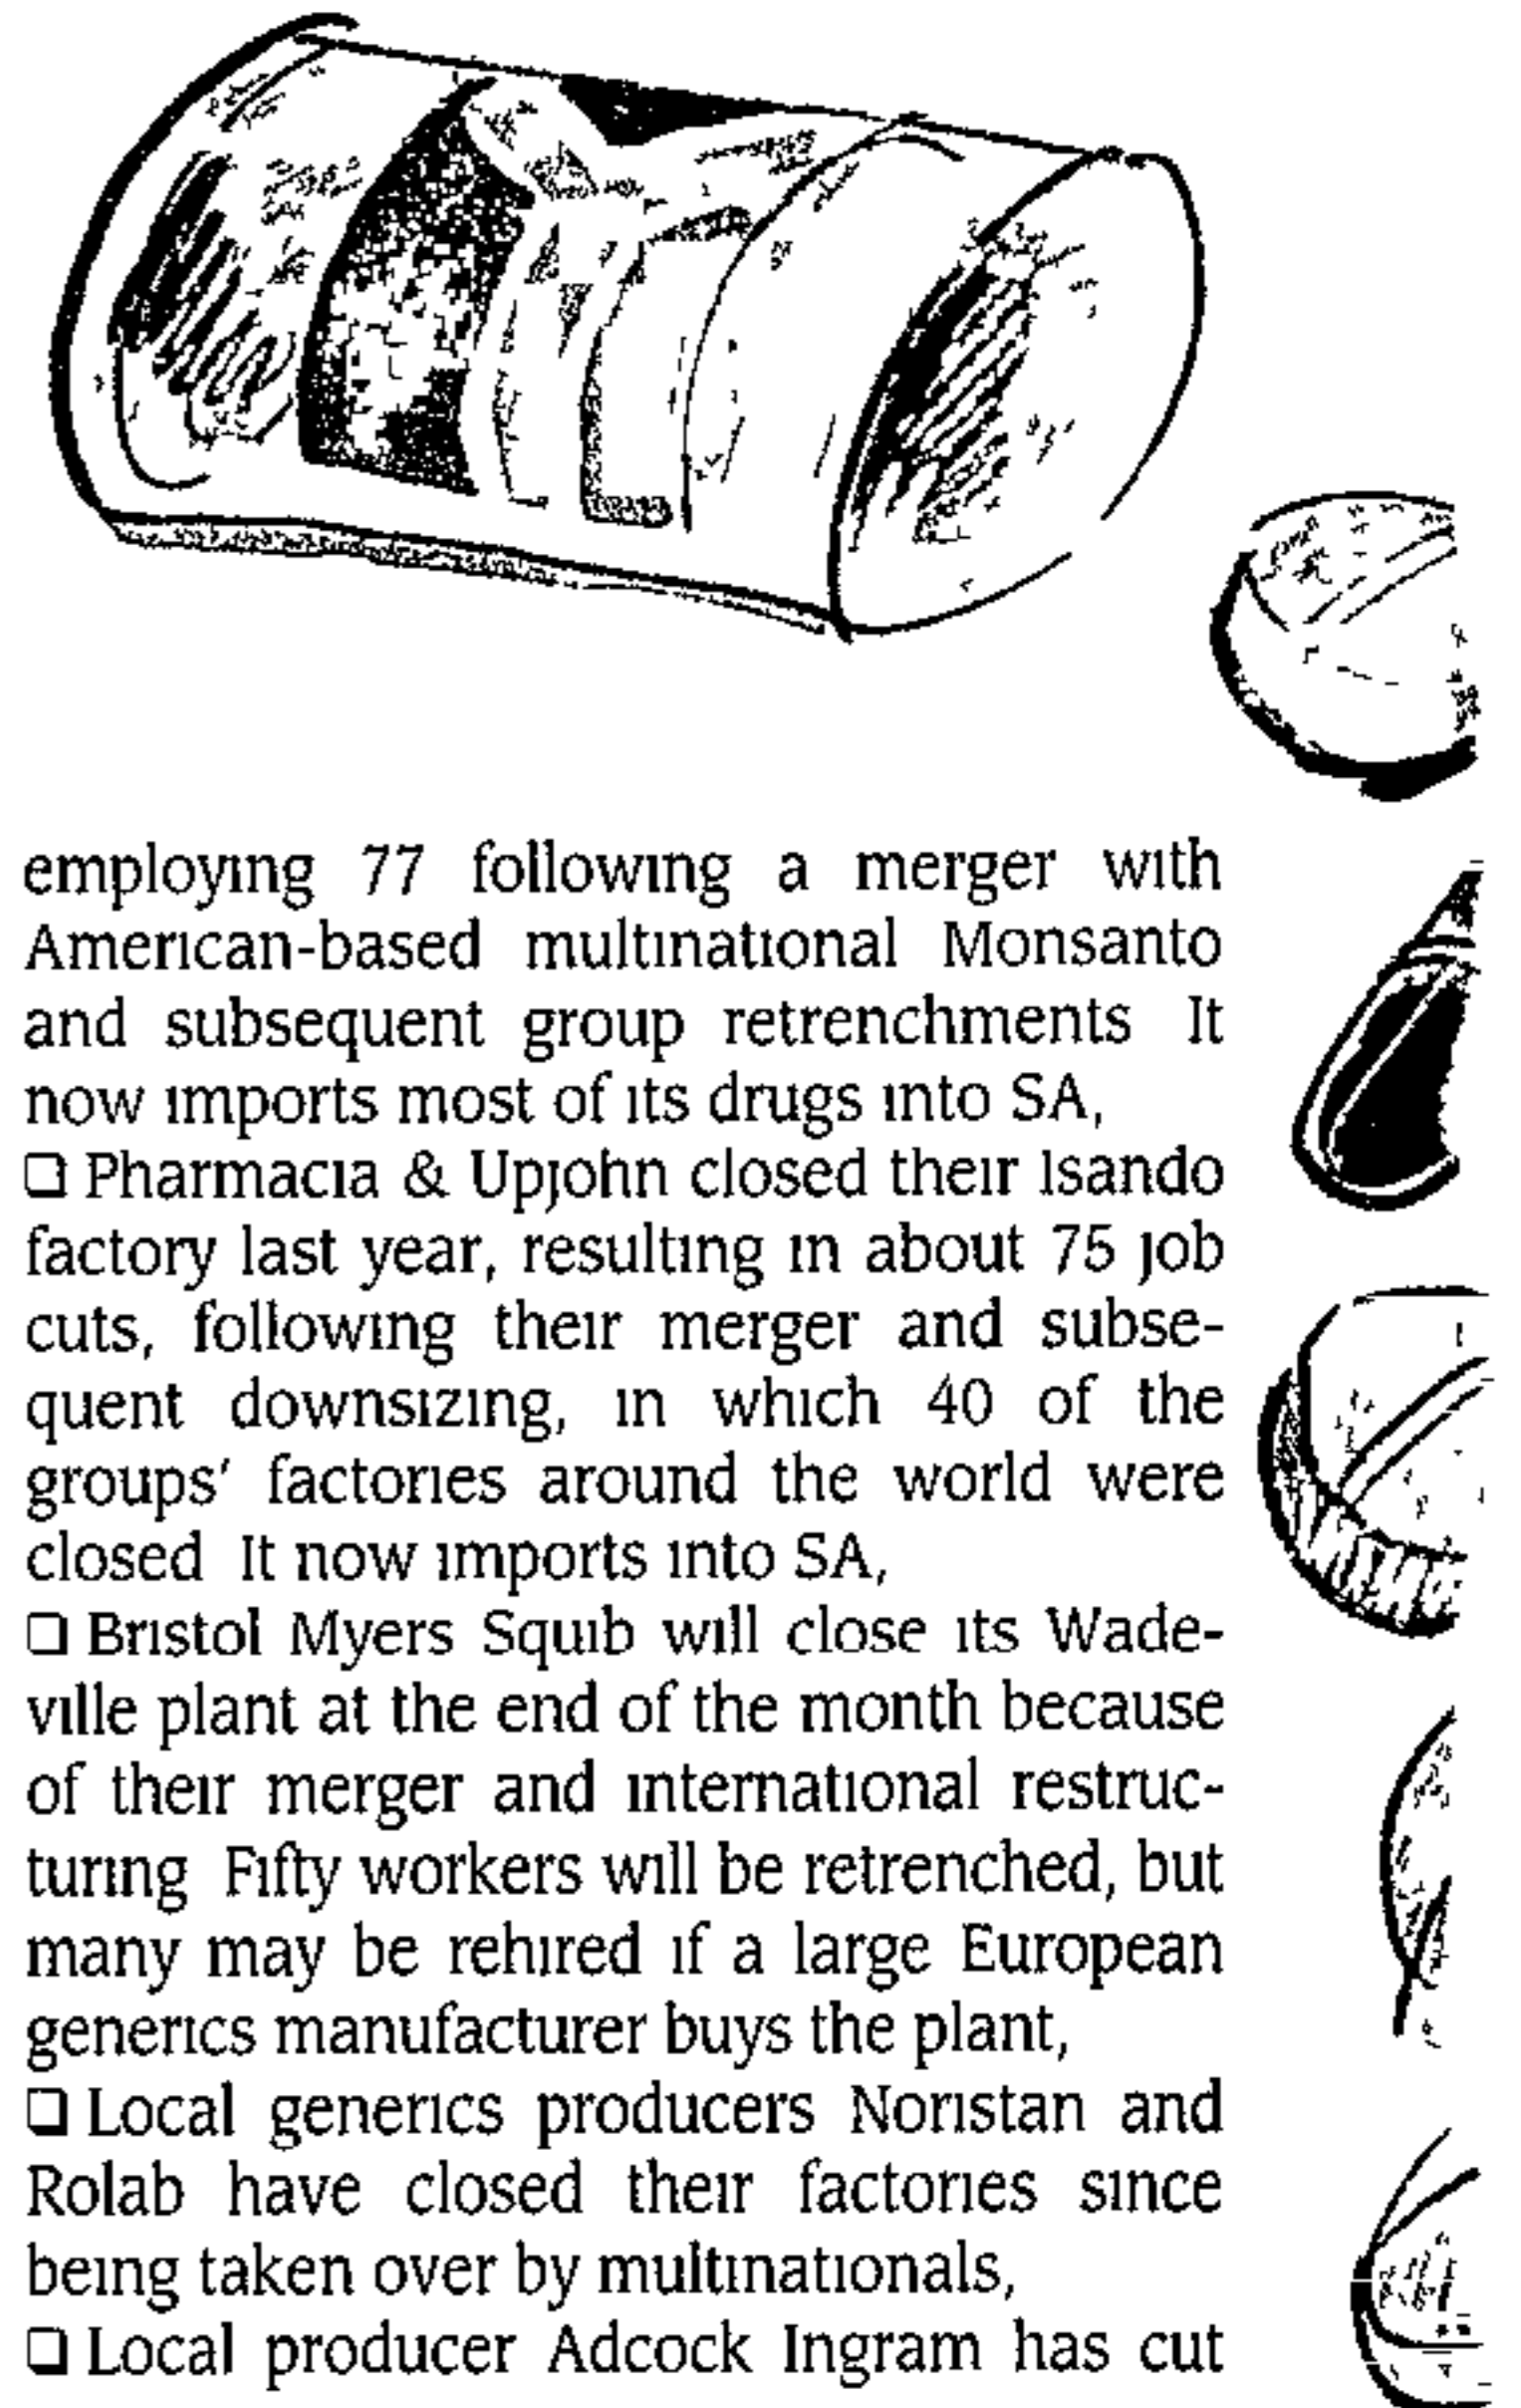 employing 77 following a merger with
American-based multinational Monsanto
and subsequent group retrenchments It
now imports most of its drugs into SA,
❑ Pharmacia & Upjohn closed their Isando
factory last year, resulting in about 75 job
cuts, following their merger and subse-
quent downsizing, in which 40 of the
groups' factories around the world were
closed It now imports into SA,
❑ Bristol Myers Squib will close its Wade-
ville plant at the end of the month because
of their merger and international restruc-
turing Fifty workers will be retrenched, but
many may be rehired if a large European
generics manufacturer buys the plant,
❑ Local generics producers Noristan and
Rolab have closed their factories since
being taken over by multinationals,
❑ Local producer Adcock Ingram has cut